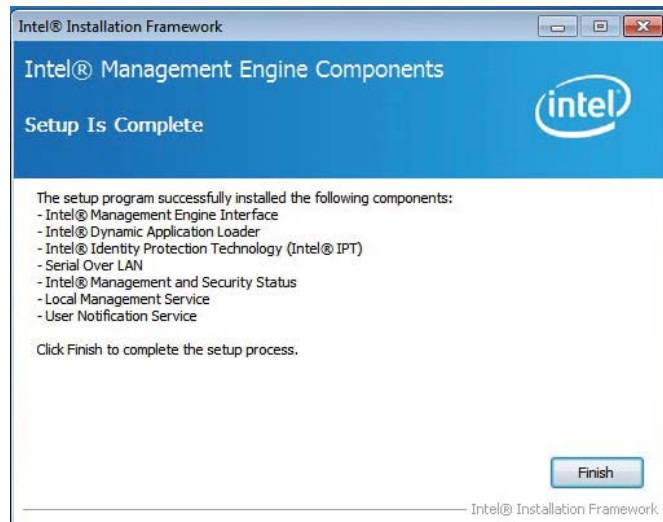 Intel® Installation Framework
Intel® Management Engine Components
Setup Is Complete
intel
The setup program successfully installed the following components:
- Intel® Management Engine Interface
- Intel® Dynamic Application Loader
- Intel® Identity Protection Technology (Intel® IPT)
- Serial Over LAN
- Intel® Management and Security Status
- Local Management Service
- User Notification Service
Click Finish to complete the setup process.
Finish
Intel® Installation Framework